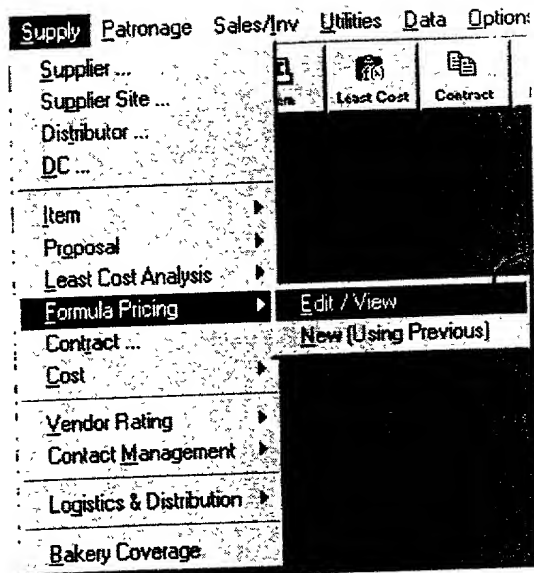 Supply Patronage Sales/Inv Utilities Data Options
Supplier ...
Supplier Site ...
Least Cost Contract
Distributor ...
DC ...
Item
Proposal
Least Cost Analysis
Formula Pricing Edit / View
Contract ... New (Using Previous)
Cost
Vendor Rating
Contact Management
Logistics & Distribution
Bakery Coverage